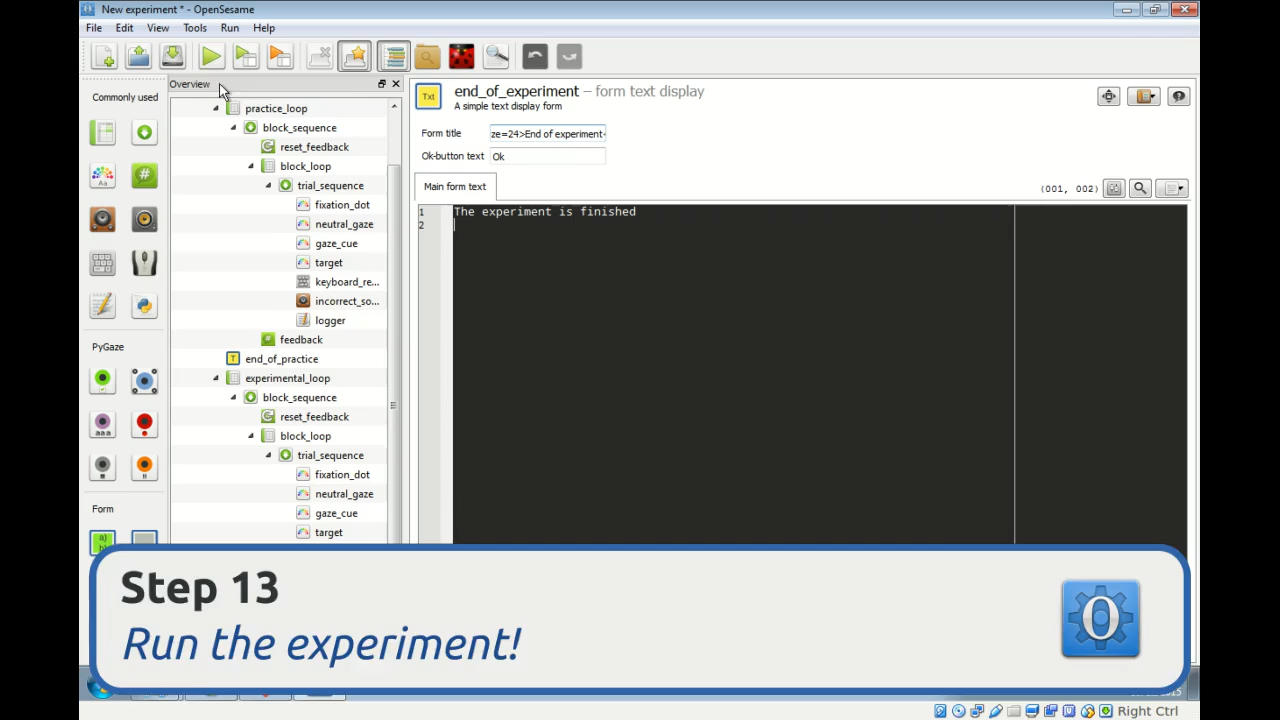 New experiment * - OpenSesame
File Edit View Tools Run Help
Overview
Commonly used
practice_loop
block_sequence
reset_feedback
block_loop
trial_sequence
fixation_dot
neutral_gaze
gaze_cue
target
keyboard_re...
incorrect_so...
logger
feedback
end_of_practice
experimental_loop
block_sequence
reset_feedback
block_loop
trial_sequence
fixation_dot
neutral_gaze
gaze_cue
target
PyGaze
Form
Txt
end_of_experiment – form text display
A simple text display form
Form title ze=24>End of experiment
Ok-button text Ok
Main form text
(001, 002)
1 The experiment is finished
2
Step 13
Run the experiment!
Right Ctrl